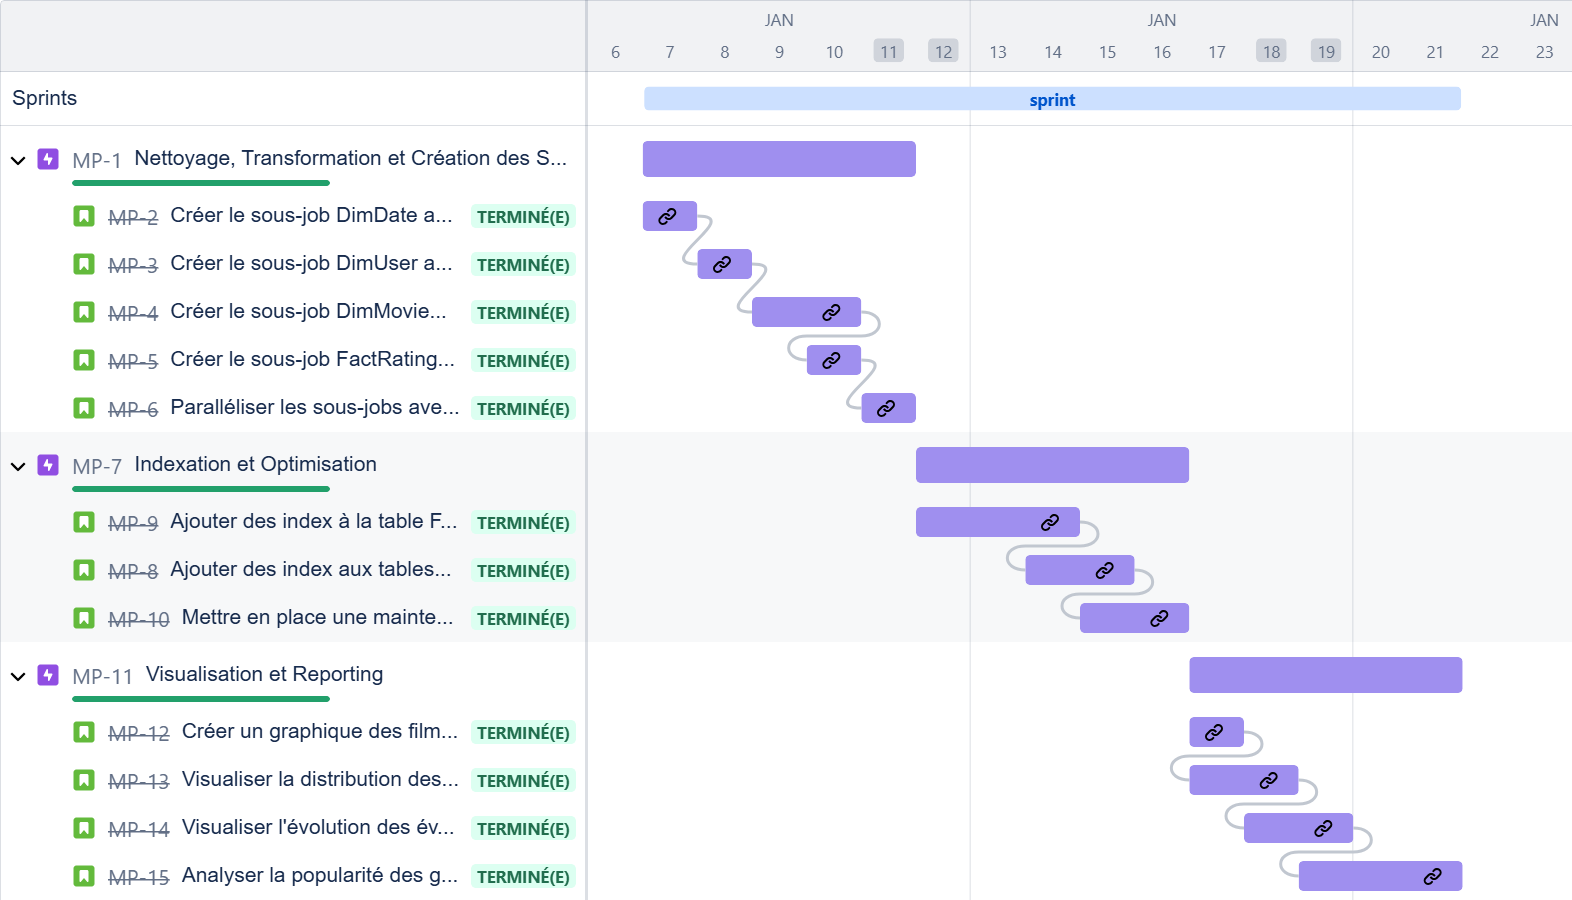 JAN JAN JAN
6 7 8 9 10 11 12 13 14 15 16 17 18 19 20 21 22 23
Sprints sprint
MP-1 Nettoyage, Transformation et Création des S...
MP-2 Créer le sous-job DimDate a... TERMINÉ(E)
MP-3 Créer le sous-job DimUser a... TERMINÉ(E)
MP-4 Créer le sous-job DimMovie... TERMINÉ(E)
MP-5 Créer le sous-job FactRating... TERMINÉ(E)
MP-6 Paralléliser les sous-jobs ave... TERMINÉ(E)
MP-7 Indexation et Optimisation
MP-9 Ajouter des index à la table F... TERMINÉ(E)
MP-8 Ajouter des index aux tables... TERMINÉ(E)
MP-10 Mettre en place une mainte... TERMINÉ(E)
MP-11 Visualisation et Reporting
MP-12 Créer un graphique des film... TERMINÉ(E)
MP-13 Visualiser la distribution des... TERMINÉ(E)
MP-14 Visualiser l'évolution des év... TERMINÉ(E)
MP-15 Analyser la popularité des g... TERMINÉ(E)